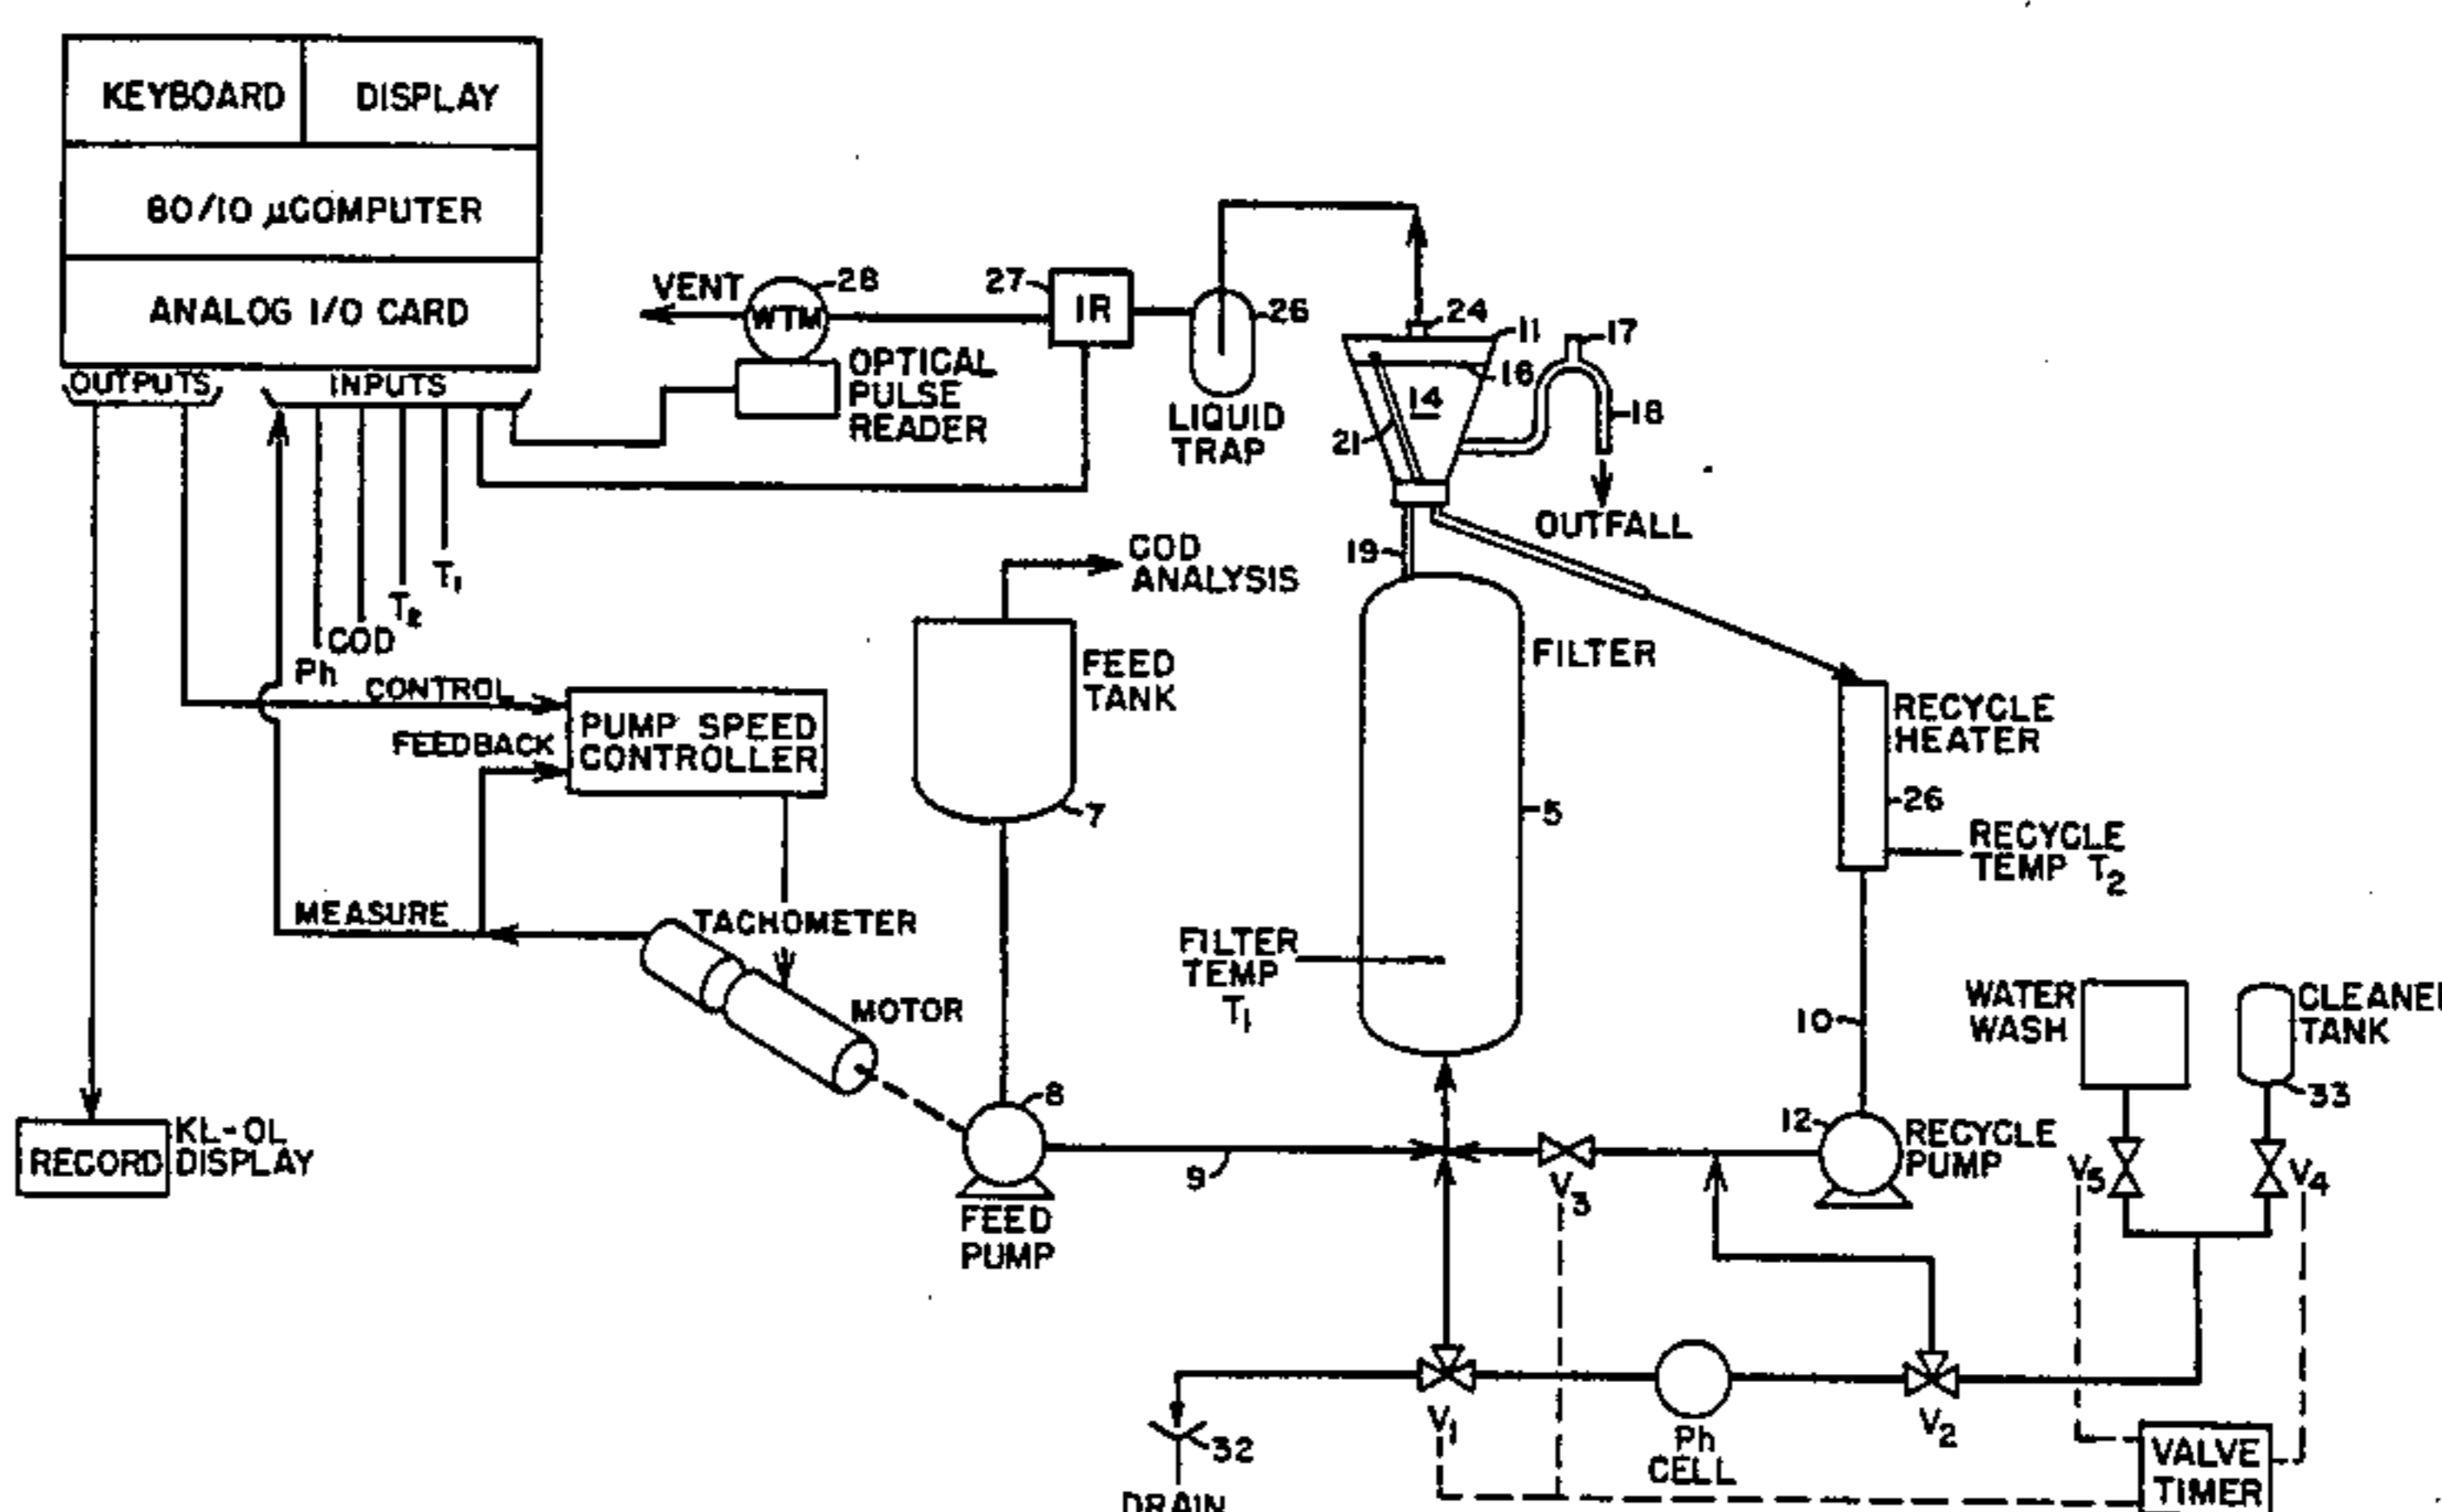 KEYBOARD
DISPLAY
80/10 μCOMPUTER
ANALOG I/O CARD
OUTPUTS
INPUTS
VENT
WTM
28
27
IR
26
OPTICAL
PULSE
READER
LIQUID
TRAP
24
11
16
14
21
17
18
OUTFALL
19
T1
T2
COD
Ph
CONTROL
FEEDBACK
PUMP SPEED
CONTROLLER
COD
ANALYSIS
FEED
TANK
7
FILTER
5
RECYCLE
HEATER
26
RECYCLE
TEMP T2
MEASURE
TACHOMETER
MOTOR
FILTER
TEMP
T1
10
WATER
WASH
CLEANE
TANK
33
KL-OL
RECORD DISPLAY
8
FEED
PUMP
9
V3
12
RECYCLE
PUMP
V5
V4
V1
Ph
CELL
V2
32
DRAIN
VALVE
TIMER